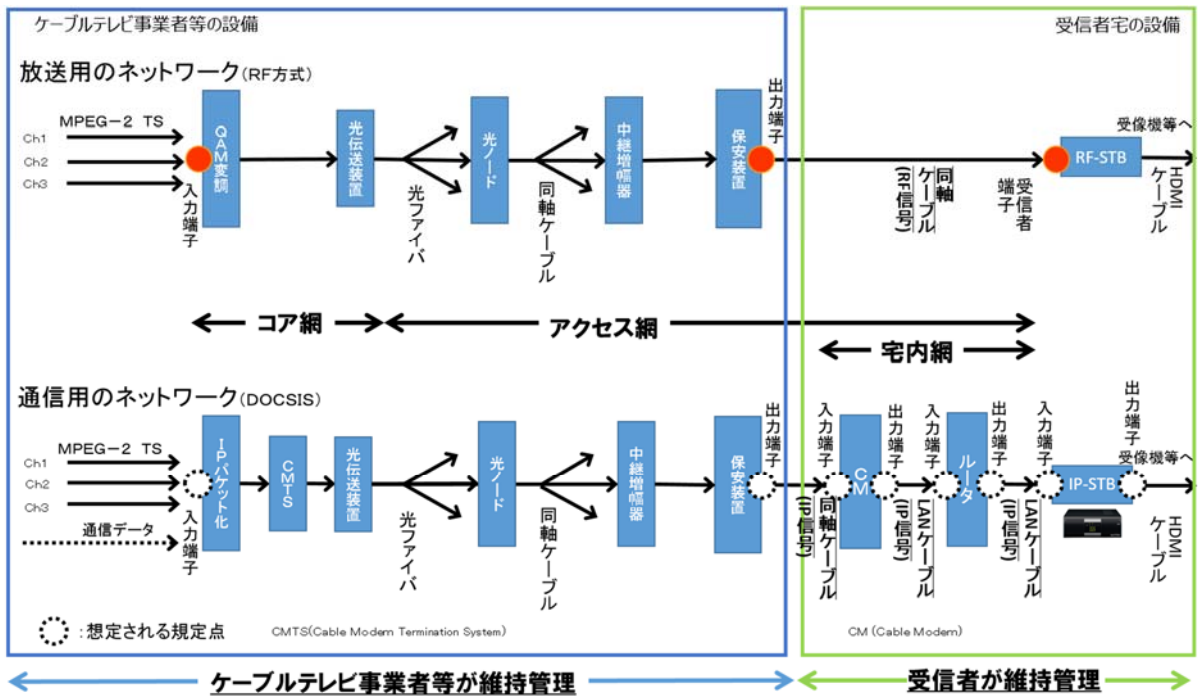 ケーブルテレビ事業者等の設備
受信者宅の設備
放送用のネットワーク(RF方式)
MPEG-2 TS
Ch1
Ch2
Ch3
入力端子
QAM変調
光伝送装置
光ファイバ
光ノード
同軸ケーブル
中継増幅器
保安装置
出力端子
同軸
ケーブル
(RF信号)
受信者
端子
RF-STB
受像機等へ
HDMI
ケーブル
コア網
アクセス網
宅内網
通信用のネットワーク(DOCSIS)
MPEG-2 TS
Ch1
Ch2
Ch3
通信データ
入力端子
IPパケット化
CMTS
光伝送装置
光ファイバ
光ノード
同軸ケーブル
中継増幅器
保安装置
出力端子
同軸ケーブル
(IP信号)
入力端子
CM
出力端子
LANケーブル
(IP信号)
入力端子
ルータ
出力端子
LANケーブル
(IP信号)
入力端子
IP-STB
出力端子
受像機等へ
HDMI
ケーブル
:想定される規定点
CMTS(Cable Modem Termination System)
CM (Cable Modem)
ケーブルテレビ事業者等が維持管理
受信者が維持管理